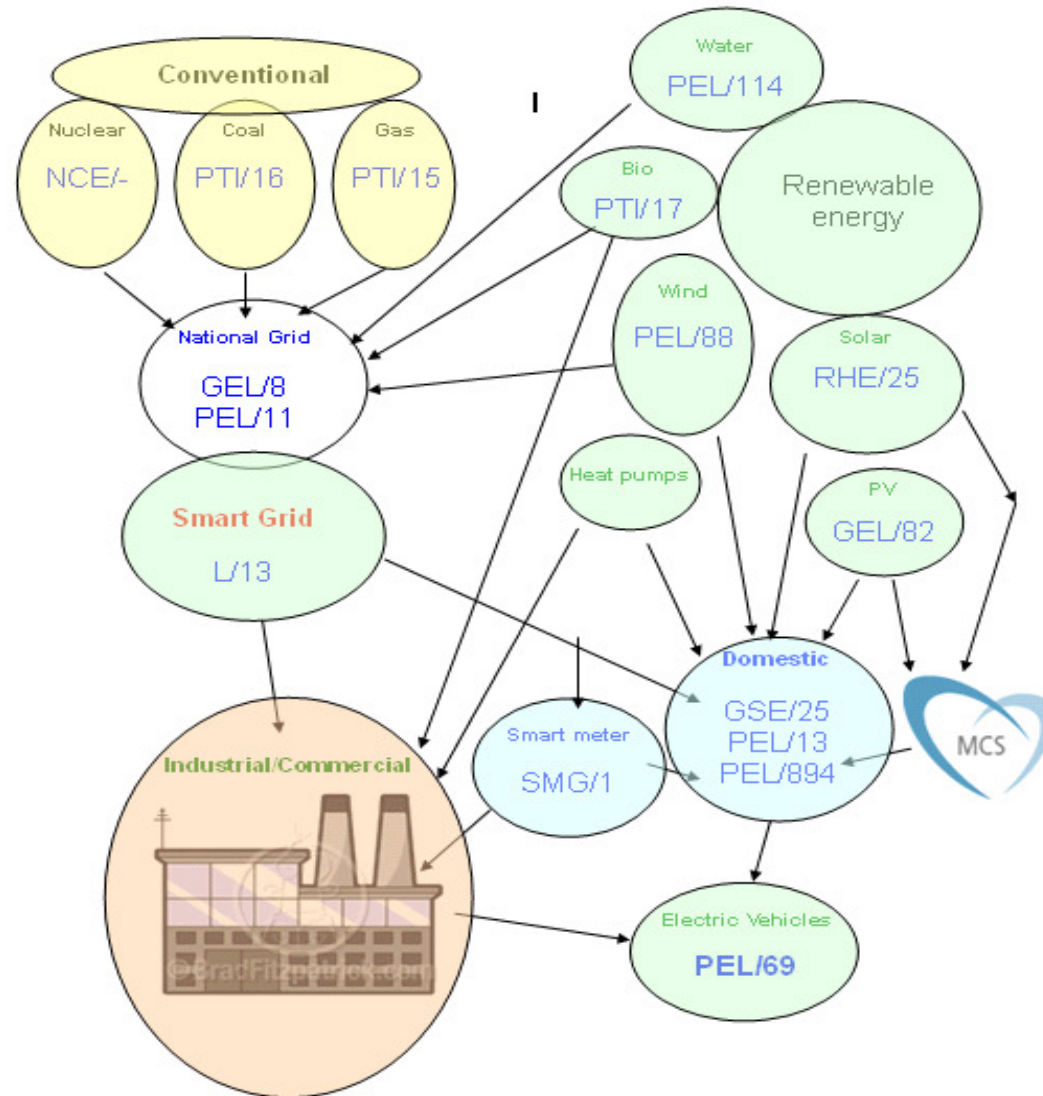 Conventional
Nuclear
NCE/-
Coal
PTI/16
Gas
PTI/15
I
Water
PEL/114
Bio
PTI/17
Renewable
energy
Wind
PEL/88
Solar
RHE/25
National Grid
GEL/8
PEL/11
Heat pumps
PV
GEL/82
Smart Grid
L/13
Domestic
GSE/25
PEL/13
PEL/894
MCS
Smart meter
SMG/1
Industrial/Commercial
©BradFitzpatrick.com
Electric Vehicles
PEL/69